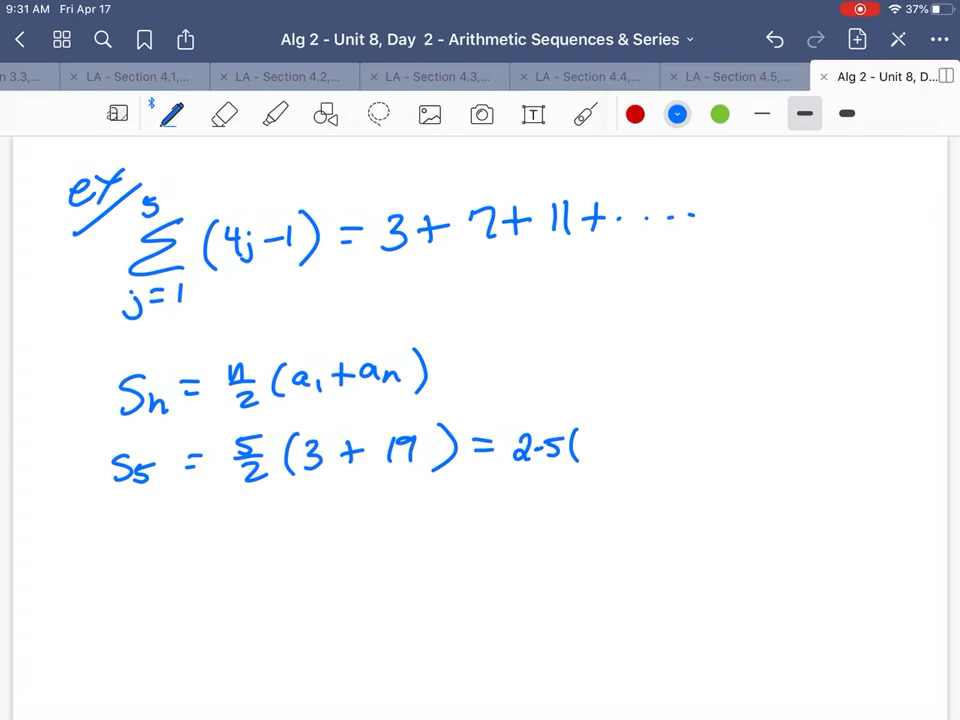 9:31 AM Fri Apr 17 37%
Alg 2 - Unit 8, Day 2 - Arithmetic Sequences & Series
n 3.3,... LA - Section 4.1,... LA - Section 4.2,... LA - Section 4.3,... LA - Section 4.4,... LA - Section 4.5,... Alg 2 - Unit 8, D...
T
ex/
5
∑ (4j-1) = 3 + 7 + 11 + ....
j=1
Sn = n/2 (a1 + an)
S5 = 5/2 (3 + 19) = 2.5(